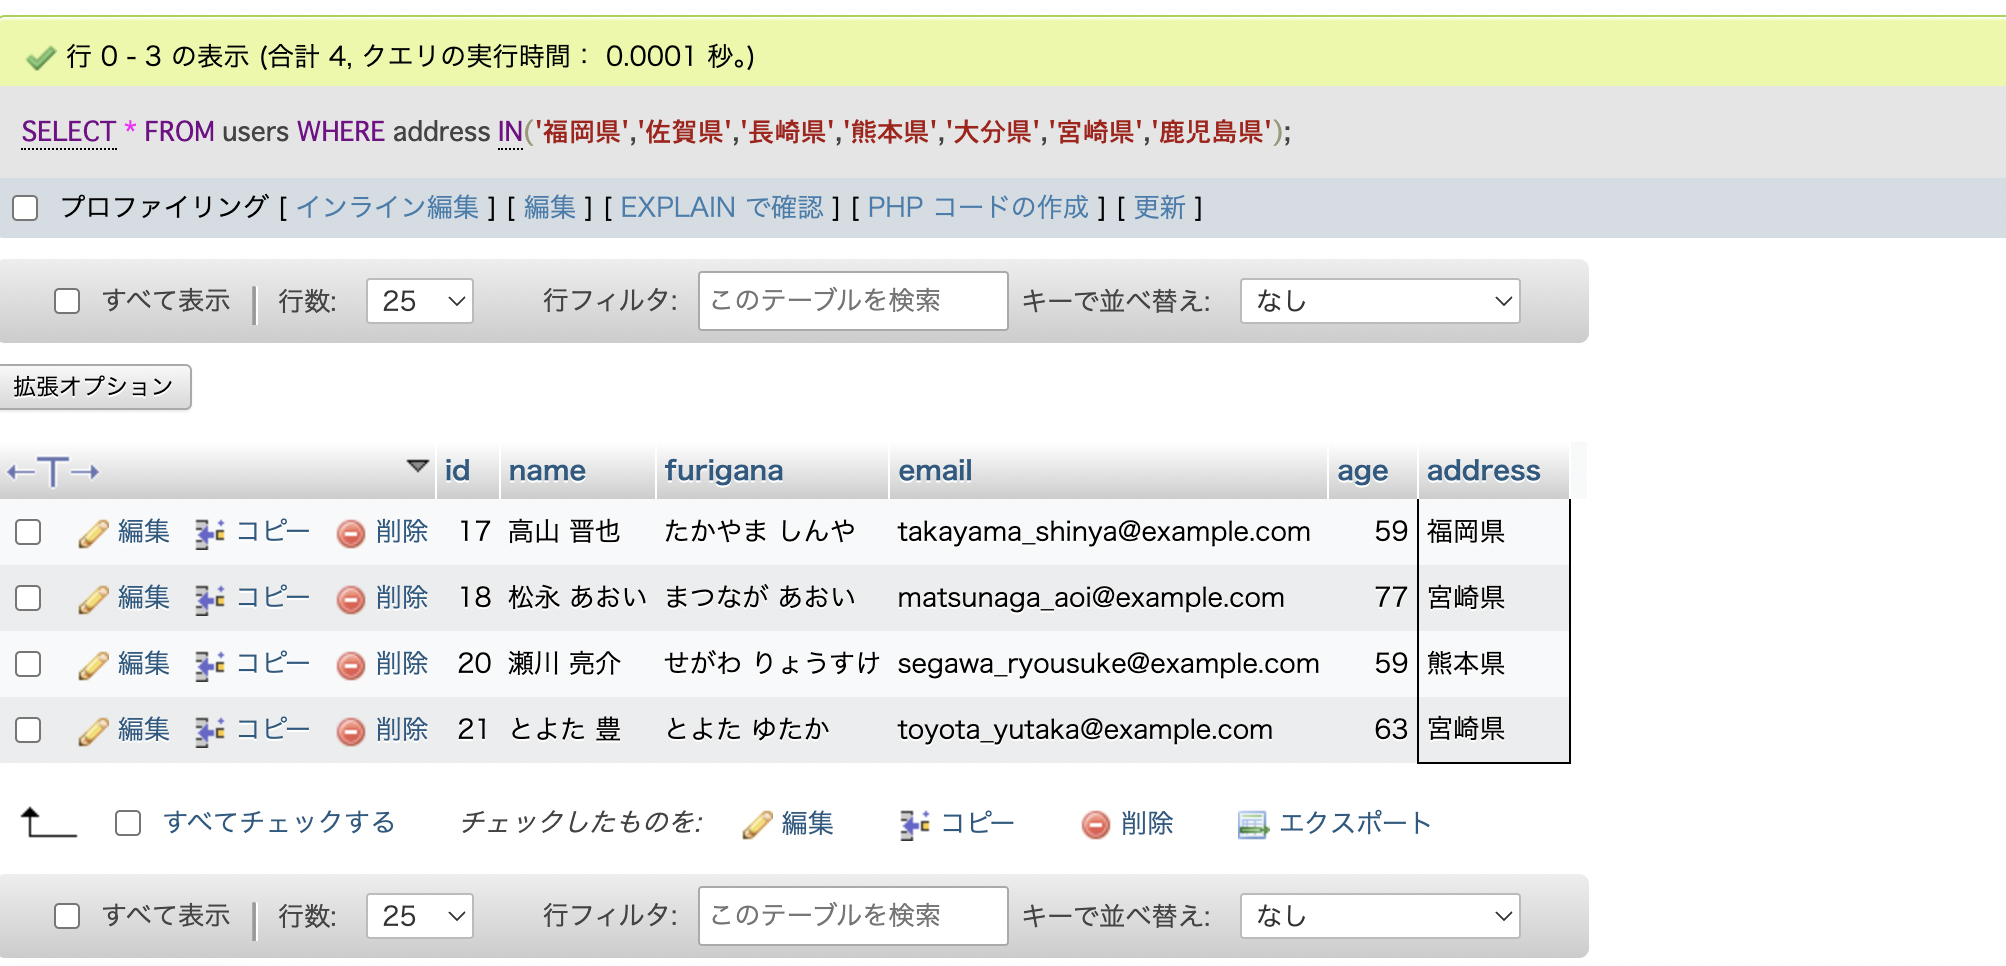 行 0 - 3 の表示 (合計 4, クエリの実行時間： 0.0001 秒。)
SELECT * FROM users WHERE address IN('福岡県','佐賀県','長崎県','熊本県','大分県','宮崎県','鹿児島県');
プロファイリング [ インライン編集 ] [ 編集 ] [ EXPLAIN で確認 ] [ PHP コードの作成 ] [ 更新 ]
すべて表示 行数: 25 行フィルタ: このテーブルを検索 キーで並べ替え: なし
拡張オプション
←T→ id name furigana email age address
編集 コピー 削除 17 高山 晋也 たかやま しんや takayama_shinya@example.com 59 福岡県
編集 コピー 削除 18 松永 あおい まつなが あおい matsunaga_aoi@example.com 77 宮崎県
編集 コピー 削除 20 瀬川 亮介 せがわ りょうすけ segawa_ryousuke@example.com 59 熊本県
編集 コピー 削除 21 とよた 豊 とよた ゆたか toyota_yutaka@example.com 63 宮崎県
すべてチェックする チェックしたものを: 編集 コピー 削除 エクスポート
すべて表示 行数: 25 行フィルタ: このテーブルを検索 キーで並べ替え: なし